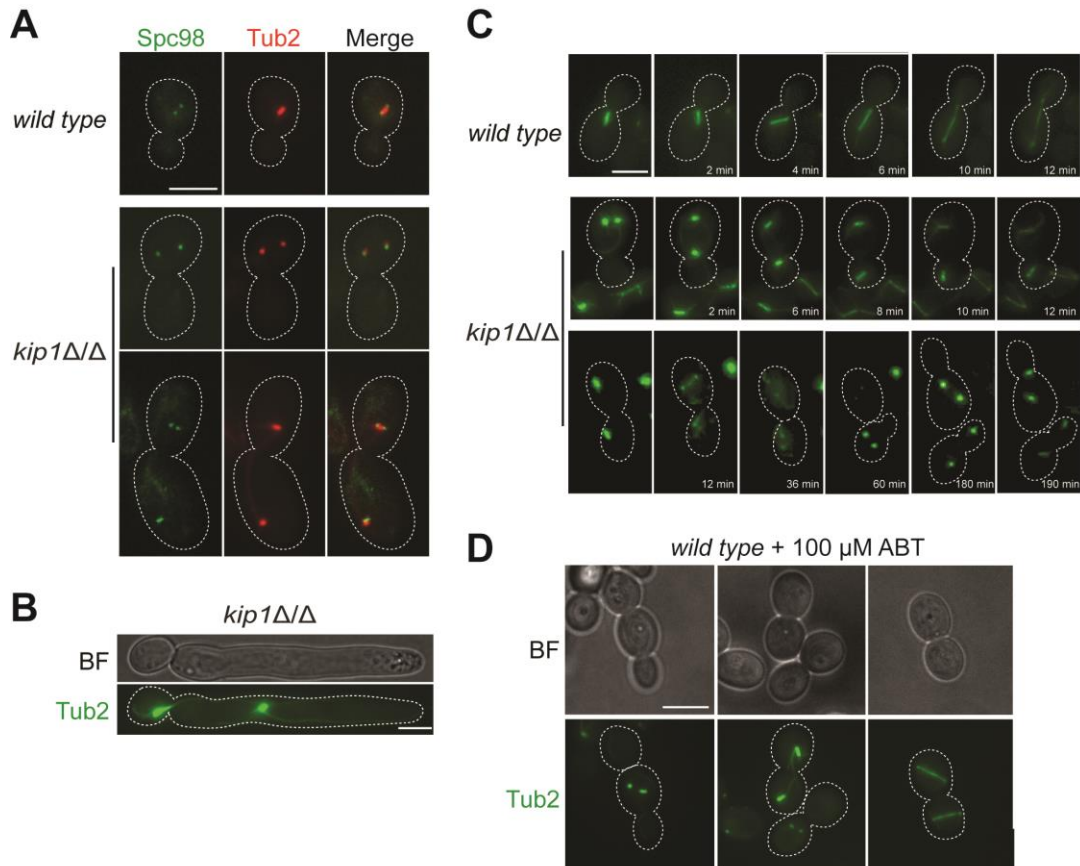 A
Spc98 Tub2 Merge
wild type
kip1Δ/Δ
B
kip1Δ/Δ
BF
Tub2
C
wild type
2 min 4 min 6 min 10 min 12 min
kip1Δ/Δ
2 min 6 min 8 min 10 min 12 min
12 min 36 min 60 min 180 min 190 min
D
wild type + 100 μM ABT
BF
Tub2